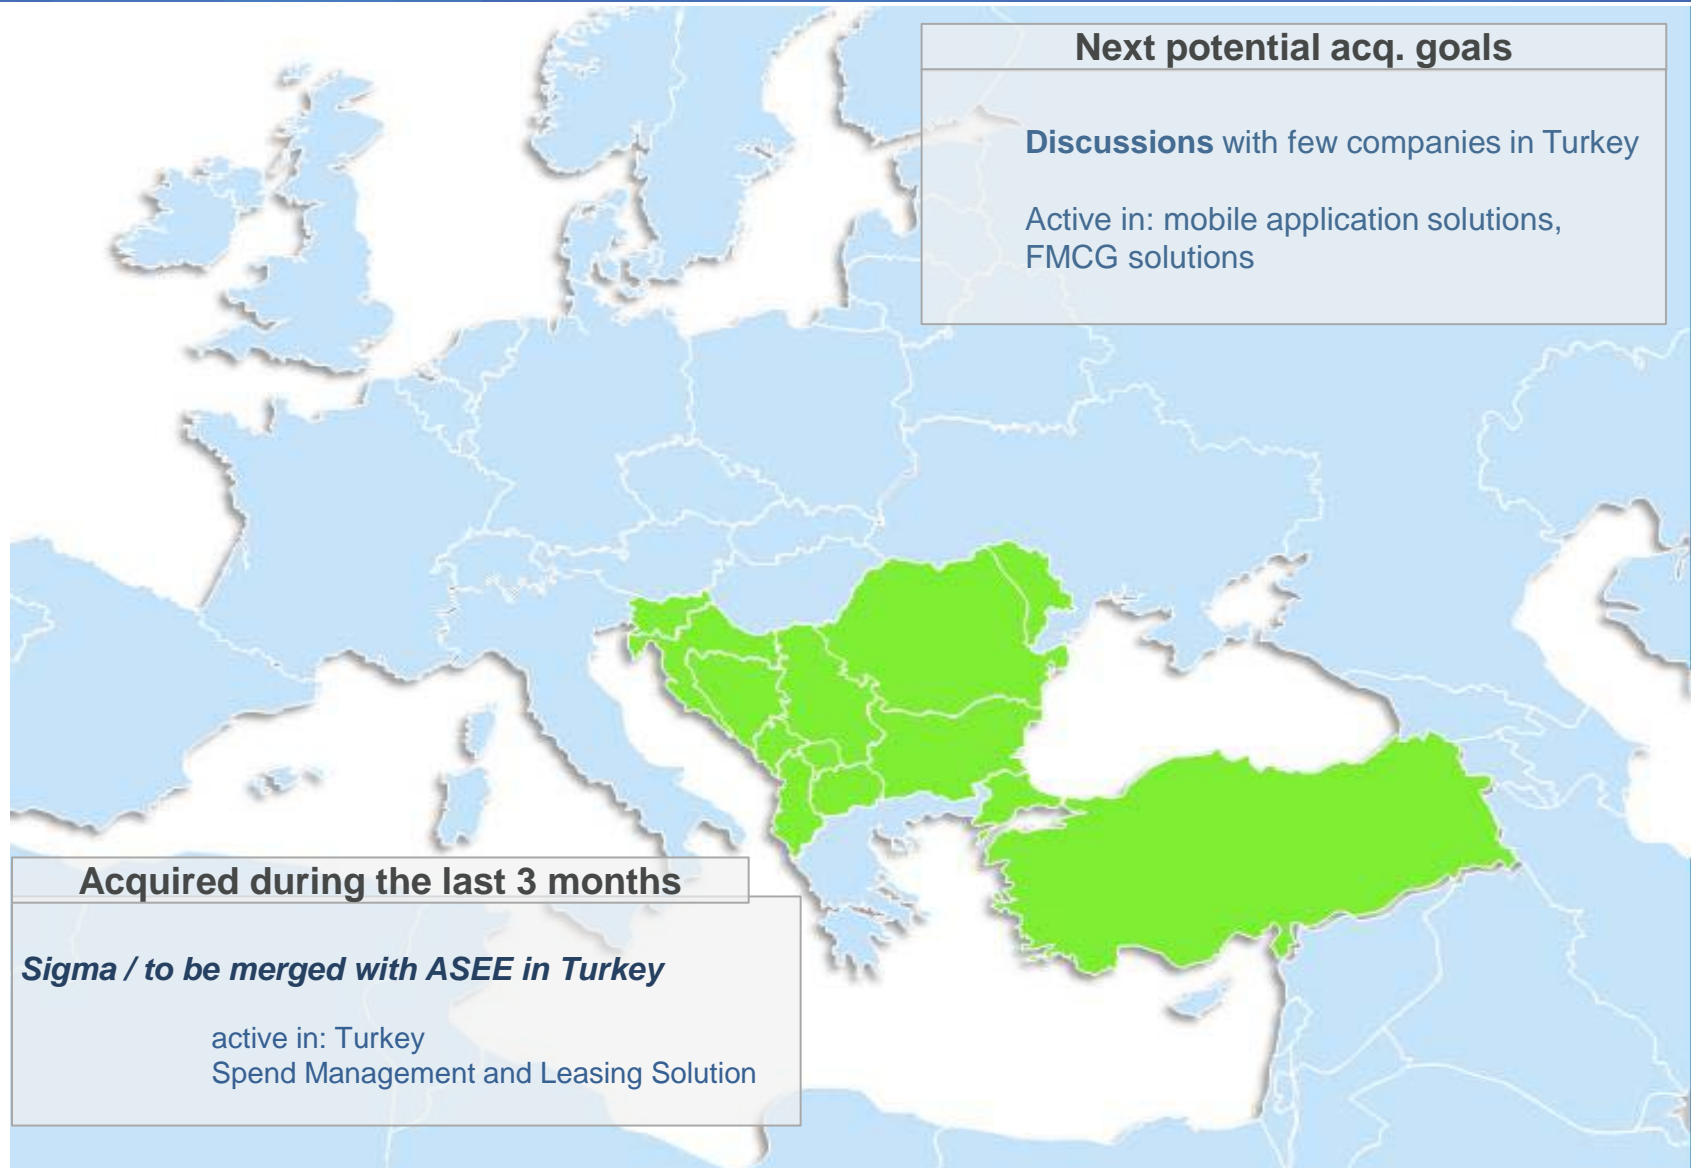 Next potential acq. goals
Discussions with few companies in Turkey
Active in: mobile application solutions,
FMCG solutions
Acquired during the last 3 months
Sigma / to be merged with ASEE in Turkey
active in: Turkey
Spend Management and Leasing Solution